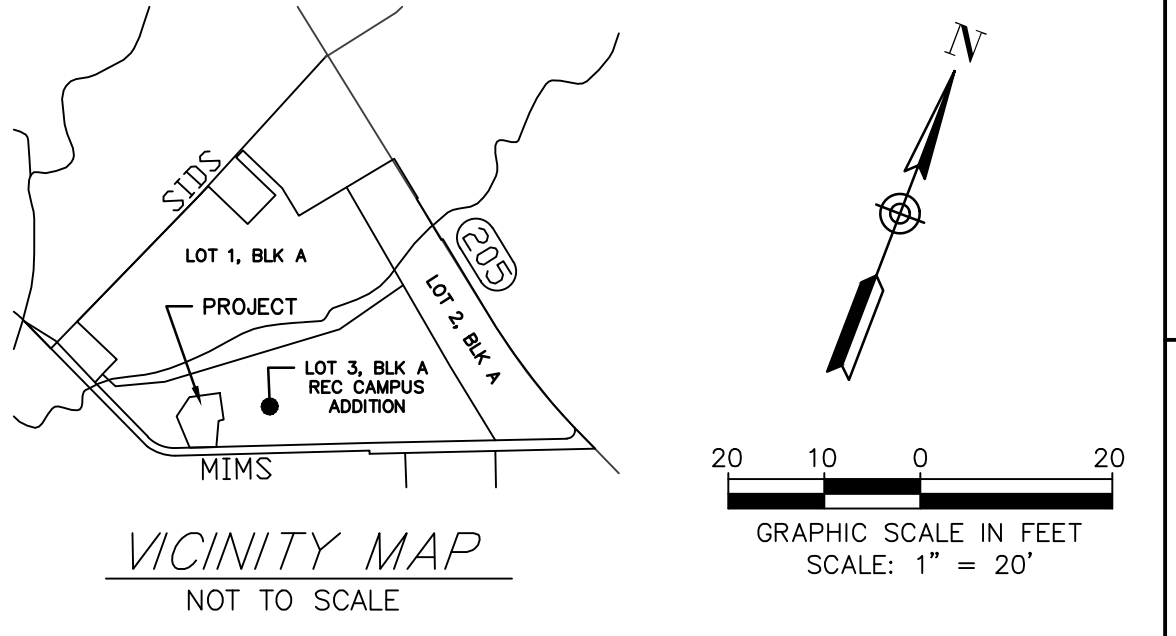 SIDS
205
LOT 1, BLK A
LOT 2, BLK A
PROJECT
LOT 3, BLK A
REC CAMPUS
ADDITION
MIMS
VICINITY MAP
NOT TO SCALE
N
20 10 0 20
GRAPHIC SCALE IN FEET
SCALE: 1" = 20'